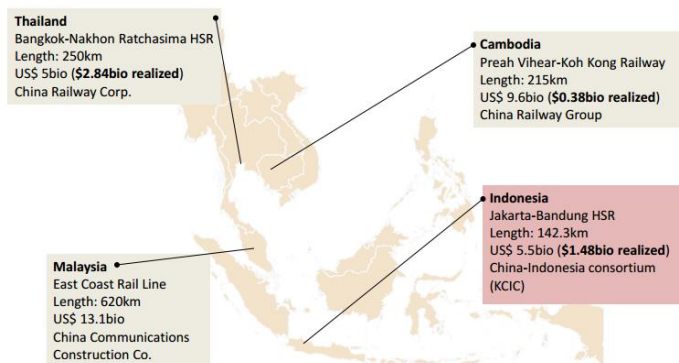 Thailand
Bangkok-Nakhon Ratchasima HSR
Length: 250km
US$ 5bio ($2.84bio realized)
China Railway Corp.
Cambodia
Preah Vihear-Koh Kong Railway
Length: 215km
US$ 9.6bio ($0.38bio realized)
China Railway Group
Indonesia
Jakarta-Bandung HSR
Length: 142.3km
US$ 5.5bio ($1.48bio realized)
China-Indonesia consortium
(KCIC)
Malaysia
East Coast Rail Line
Length: 620km
US$ 13.1bio
China Communications
Construction Co.